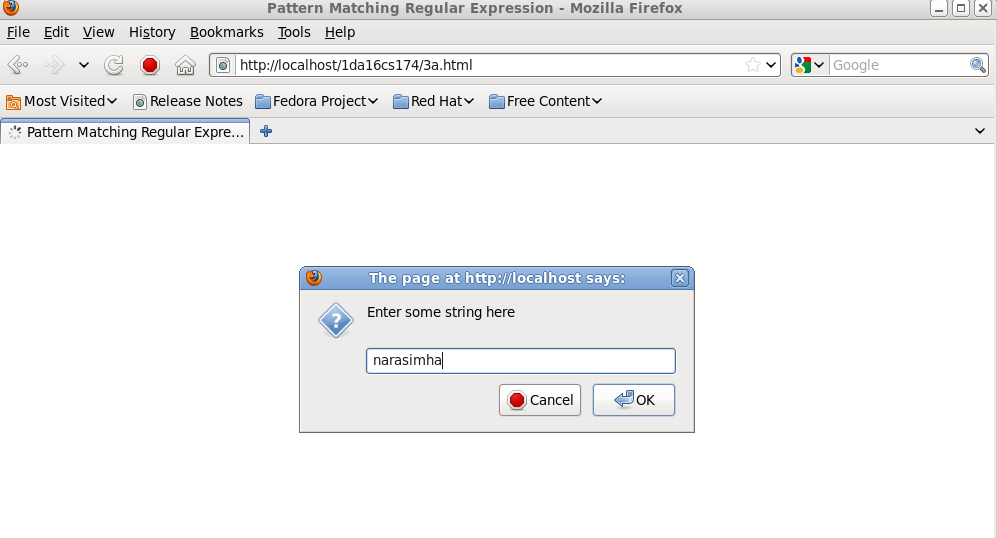 Pattern Matching Regular Expression - Mozilla Firefox
File Edit View History Bookmarks Tools Help
http://localhost/1da16cs174/3a.html Google
Most Visited Release Notes Fedora Project Red Hat Free Content
Pattern Matching Regular Expre...
The page at http://localhost says:
Enter some string here
narasimha
Cancel OK